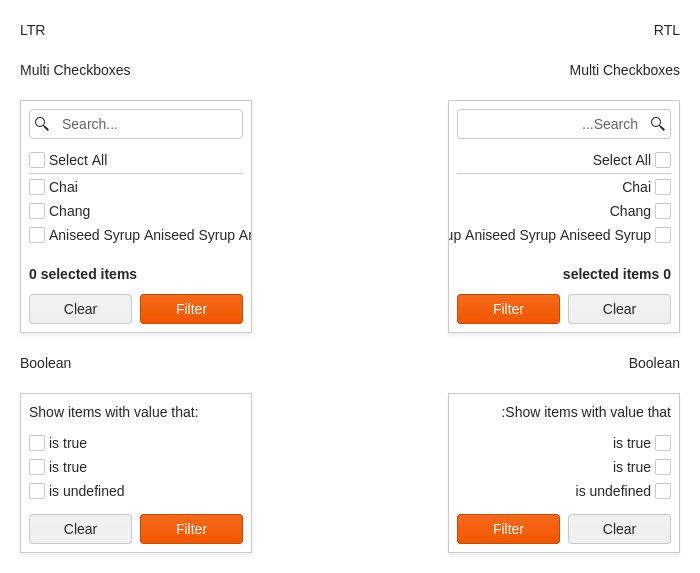 LTR
RTL
Multi Checkboxes
Multi Checkboxes
Search...
Select All
Chai
Chang
Aniseed Syrup Aniseed Syrup
0 selected items
Clear
Filter
...Search
Select All
Chai
Chang
Aniseed Syrup Aniseed Syrup
selected items 0
Filter
Clear
Boolean
Boolean
Show items with value that:
is true
is true
is undefined
Clear
Filter
:Show items with value that
is true
is true
is undefined
Filter
Clear